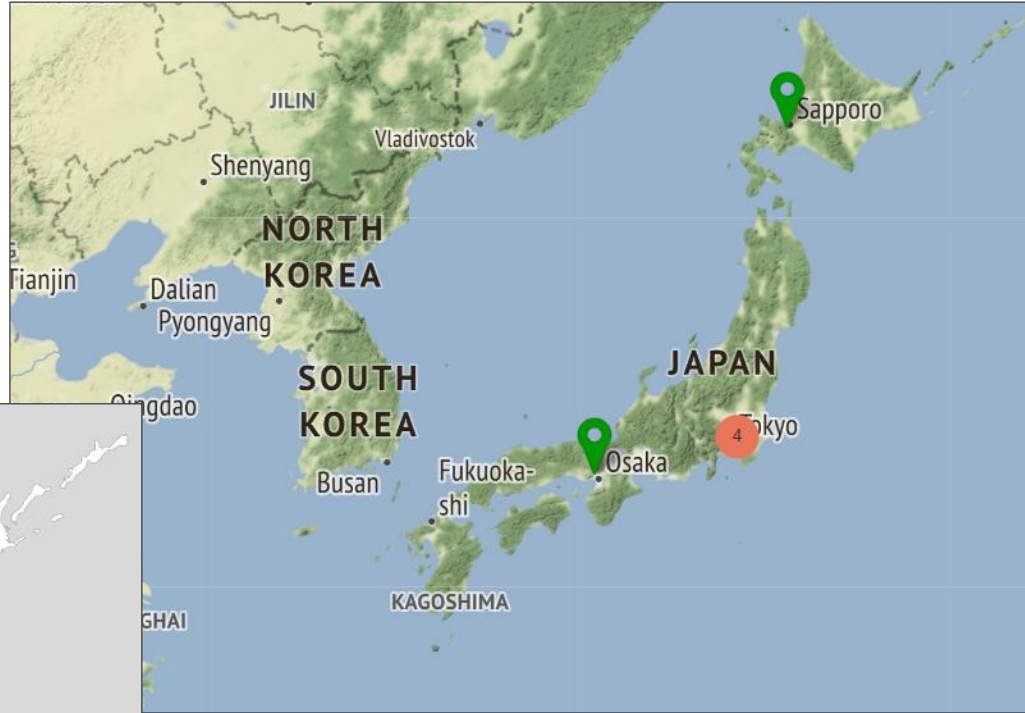 JILIN
Sapporo
Vladivostok
Shenyang
NORTH
KOREA
Tianjin
Dalian
Pyongyang
JAPAN
SOUTH
KOREA
Qingdao
4
Tokyo
Osaka
Busan
Fukuoka-
shi
KAGOSHIMA
GHAI